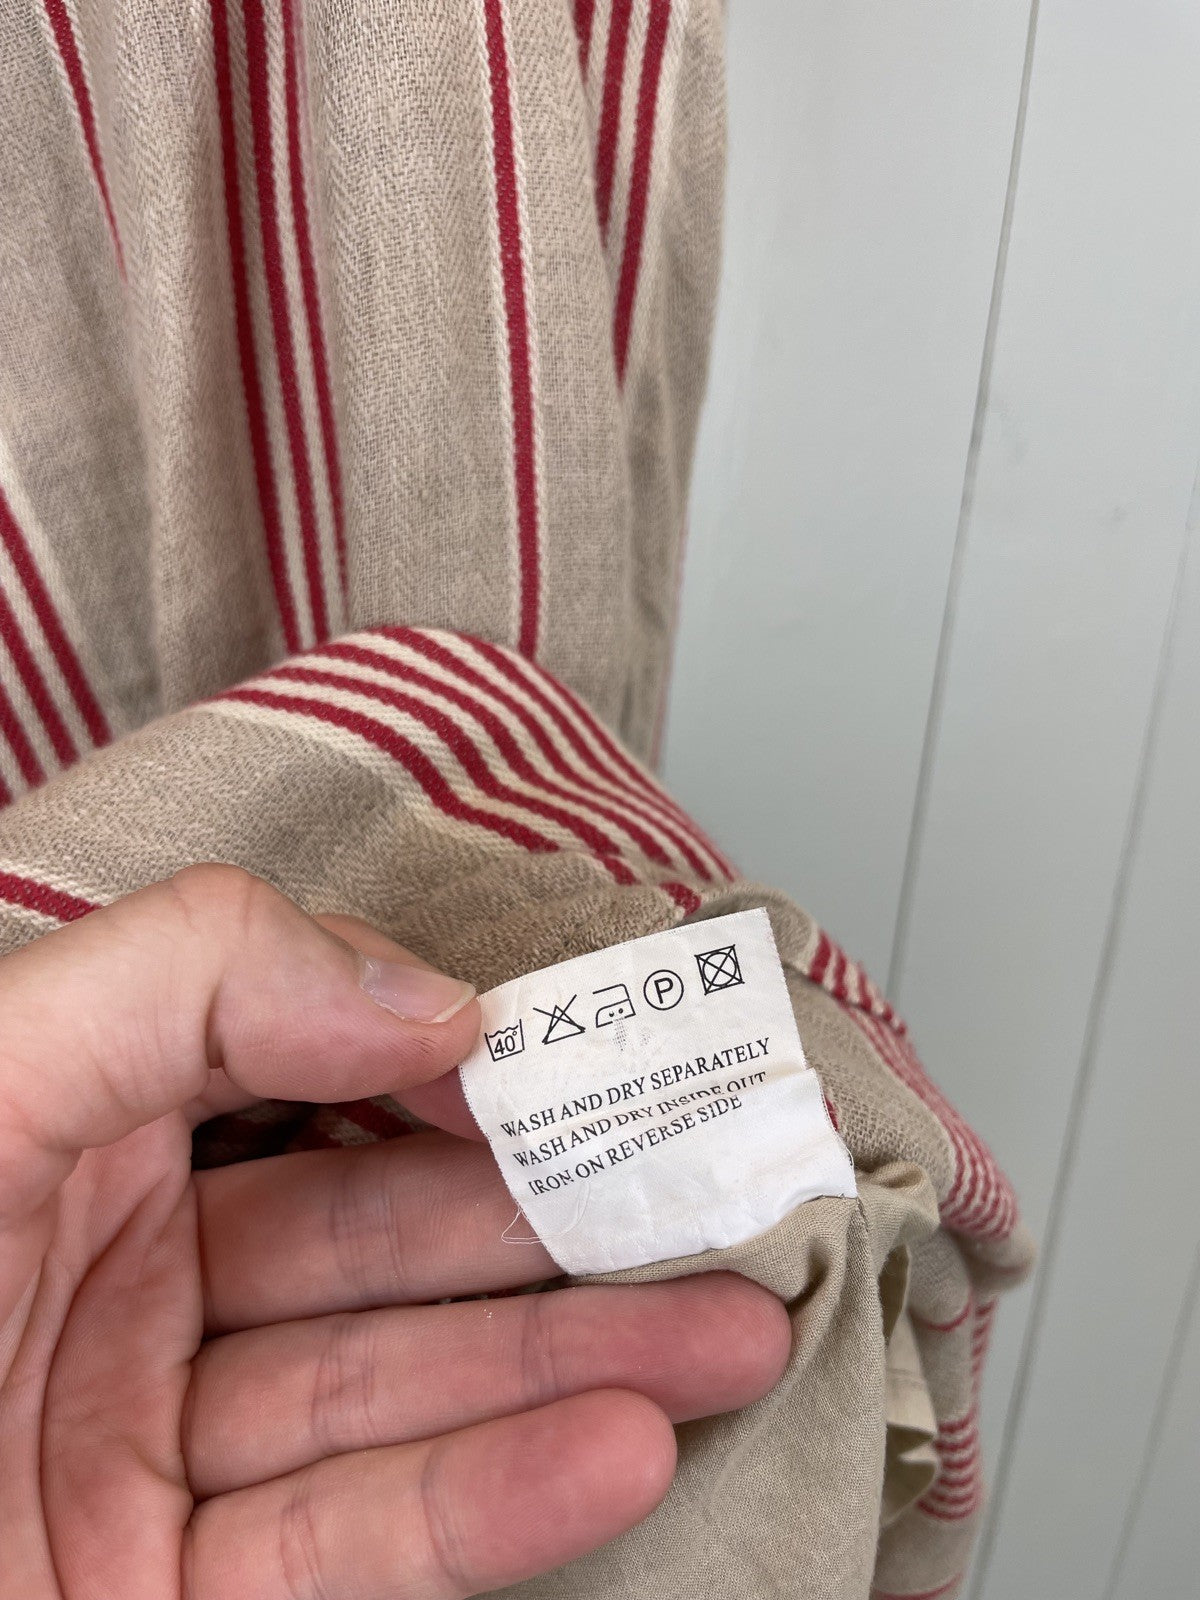 40° P
WASH AND DRY SEPARATELY
WASH AND DRY INSIDE OUT
IRON ON REVERSE SIDE